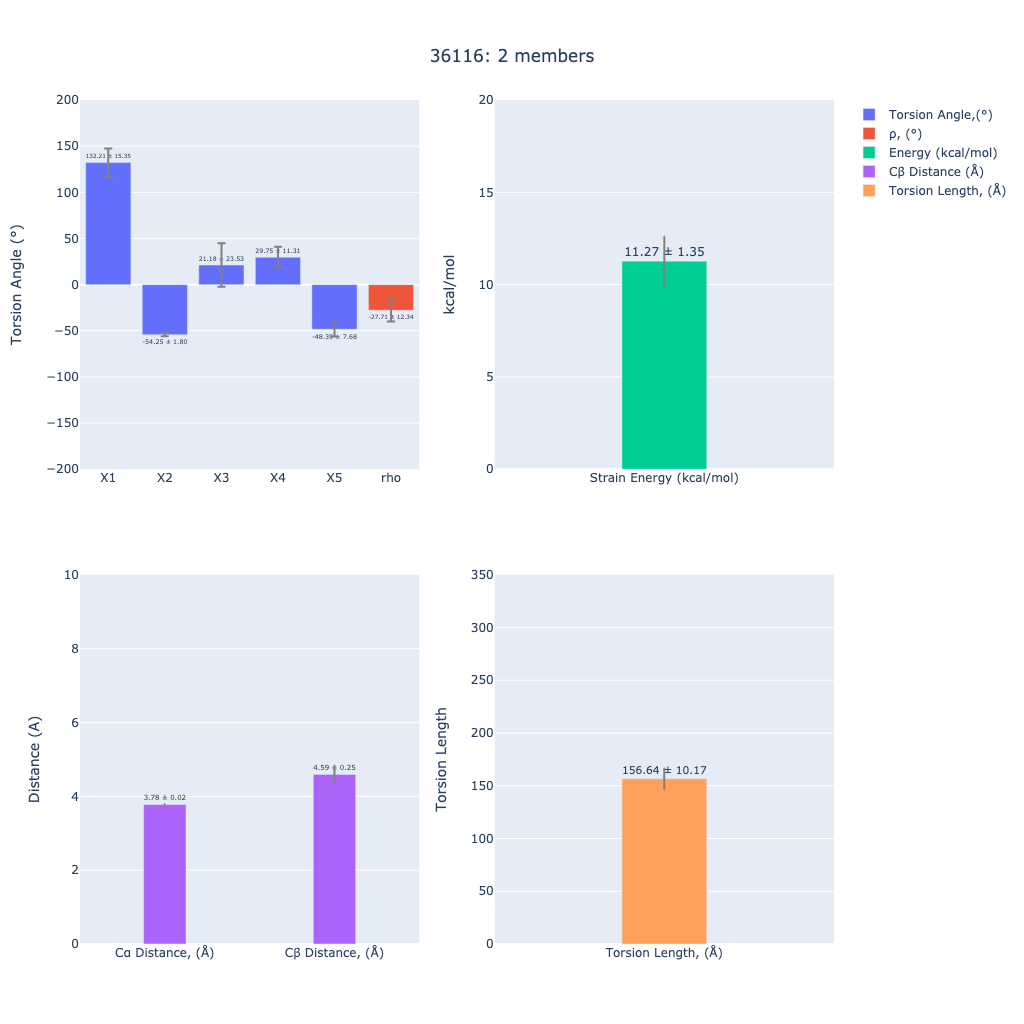 36116: 2 members
Torsion Angle (°)
200
150
100
50
0
−50
−100
−150
−200
132.21 ± 15.35
-54.25 ± 1.80
21.18 ± 23.53
29.75 ± 11.31
-48.39 ± 7.68
-27.71 ± 12.34
X1 X2 X3 X4 X5 rho
kcal/mol
20
15
10
5
0
11.27 ± 1.35
Strain Energy (kcal/mol)
Torsion Angle,(°)
ρ, (°)
Energy (kcal/mol)
Cβ Distance (Å)
Torsion Length, (Å)
Distance (A)
10
8
6
4
2
0
3.78 ± 0.02
4.59 ± 0.25
Cα Distance, (Å) Cβ Distance, (Å)
Torsion Length
350
300
250
200
150
100
50
0
156.64 ± 10.17
Torsion Length, (Å)